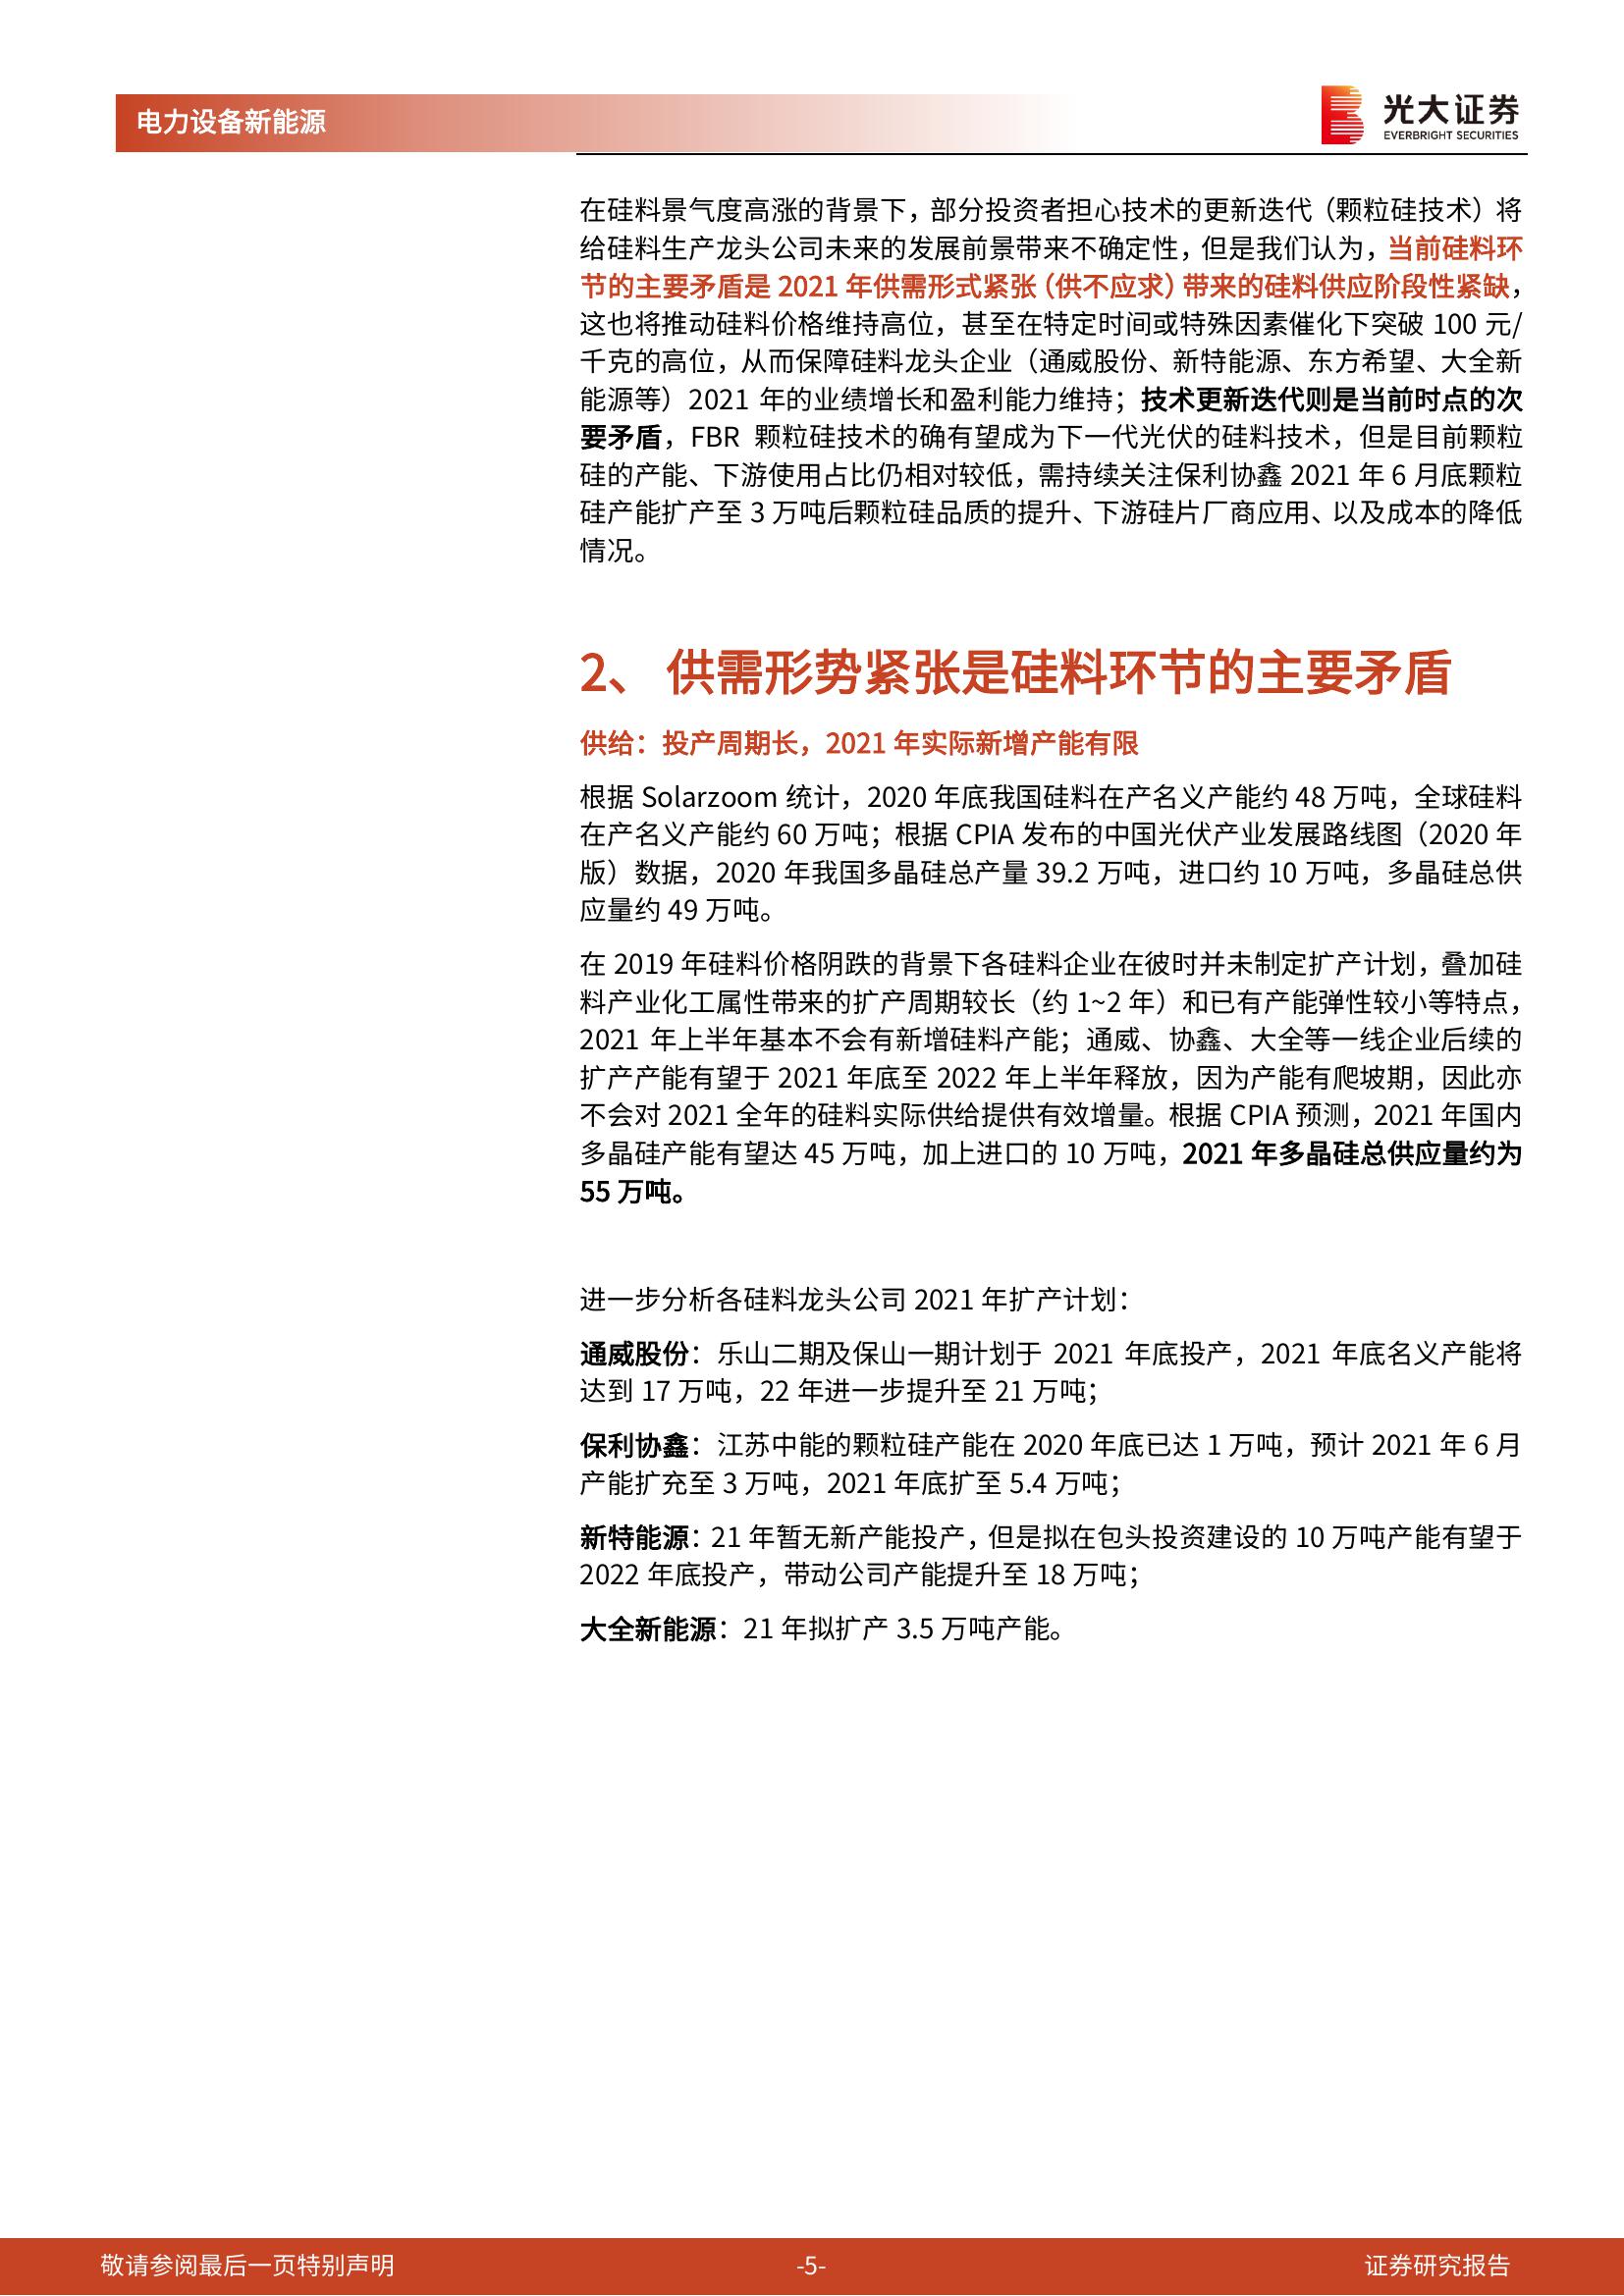 电力设备新能源
光大证券
EVERBRIGHT SECURITIES
在硅料景气度高涨的背景下，部分投资者担心技术的更新迭代（颗粒硅技术）将
给硅料生产龙头公司未来的发展前景带来不确定性，但是我们认为，当前硅料环
节的主要矛盾是 2021 年供需形式紧张（供不应求）带来的硅料供应阶段性紧缺，
这也将推动硅料价格维持高位，甚至在特定时间或特殊因素催化下突破 100 元/
千克的高位，从而保障硅料龙头企业（通威股份、新特能源、东方希望、大全新
能源等）2021 年的业绩增长和盈利能力维持；技术更新迭代则是当前时点的次
要矛盾，FBR 颗粒硅技术的确有望成为下一代光伏的硅料技术，但是目前颗粒
硅的产能、下游使用占比仍相对较低，需持续关注保利协鑫 2021 年 6 月底颗粒
硅产能扩产至 3 万吨后颗粒硅品质的提升、下游硅片厂商应用、以及成本的降低
情况。
2、 供需形势紧张是硅料环节的主要矛盾
供给：投产周期长，2021 年实际新增产能有限
根据 Solarzoom 统计，2020 年底我国硅料在产名义产能约 48 万吨，全球硅料
在产名义产能约 60 万吨；根据 CPIA 发布的中国光伏产业发展路线图（2020 年
版）数据，2020 年我国多晶硅总产量 39.2 万吨，进口约 10 万吨，多晶硅总供
应量约 49 万吨。
在 2019 年硅料价格阴跌的背景下各硅料企业在彼时并未制定扩产计划，叠加硅
料产业化工属性带来的扩产周期较长（约 1~2 年）和已有产能弹性较小等特点，
2021 年上半年基本不会有新增硅料产能；通威、协鑫、大全等一线企业后续的
扩产产能有望于 2021 年底至 2022 年上半年释放，因为产能有爬坡期，因此亦
不会对 2021 全年的硅料实际供给提供有效增量。根据 CPIA 预测，2021 年国内
多晶硅产能有望达 45 万吨，加上进口的 10 万吨，2021 年多晶硅总供应量约为
55 万吨。
进一步分析各硅料龙头公司 2021 年扩产计划：
通威股份：乐山二期及保山一期计划于 2021 年底投产，2021 年底名义产能将
达到 17 万吨，22 年进一步提升至 21 万吨；
保利协鑫：江苏中能的颗粒硅产能在 2020 年底已达 1 万吨，预计 2021 年 6 月
产能扩充至 3 万吨，2021 年底扩至 5.4 万吨；
新特能源：21 年暂无新产能投产，但是拟在包头投资建设的 10 万吨产能有望于
2022 年底投产，带动公司产能提升至 18 万吨；
大全新能源：21 年拟扩产 3.5 万吨产能。
敬请参阅最后一页特别声明
-5-
证券研究报告